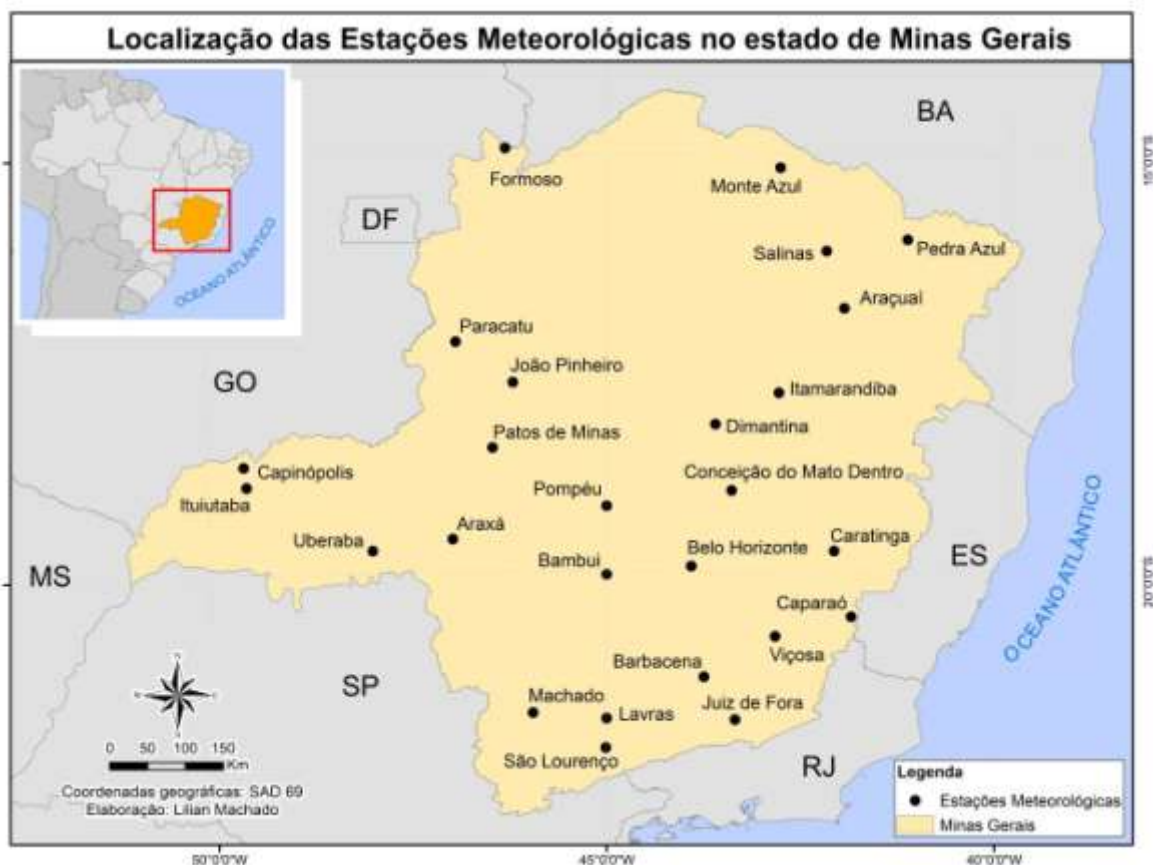 Localização das Estações Meteorológicas no estado de Minas Gerais
OCEANO ATLÂNTICO
BA
15°0'0"S
Formoso
Monte Azul
DF
Salinas
Pedra Azul
Araçuaí
Paracatu
João Pinheiro
GO
Itamarandiba
Dimantina
Patos de Minas
Capinópolis
Conceição do Mato Dentro
Ituiutaba
Pompéu
Araxá
Uberaba
Belo Horizonte
Caratinga
Bambui
MS
ES
20°0'0"S
OCEANO ATLÂNTICO
Caparaó
Viçosa
Barbacena
SP
Machado
Lavras
Juiz de Fora
São Lourenço
RJ
N
0 50 100 150
Km
Coordenadas geográficas: SAD 69
Elaboração: Lilian Machado
Legenda
Estações Meteorológicas
Minas Gerais
50°0'0"W
45°0'0"W
40°0'0"W